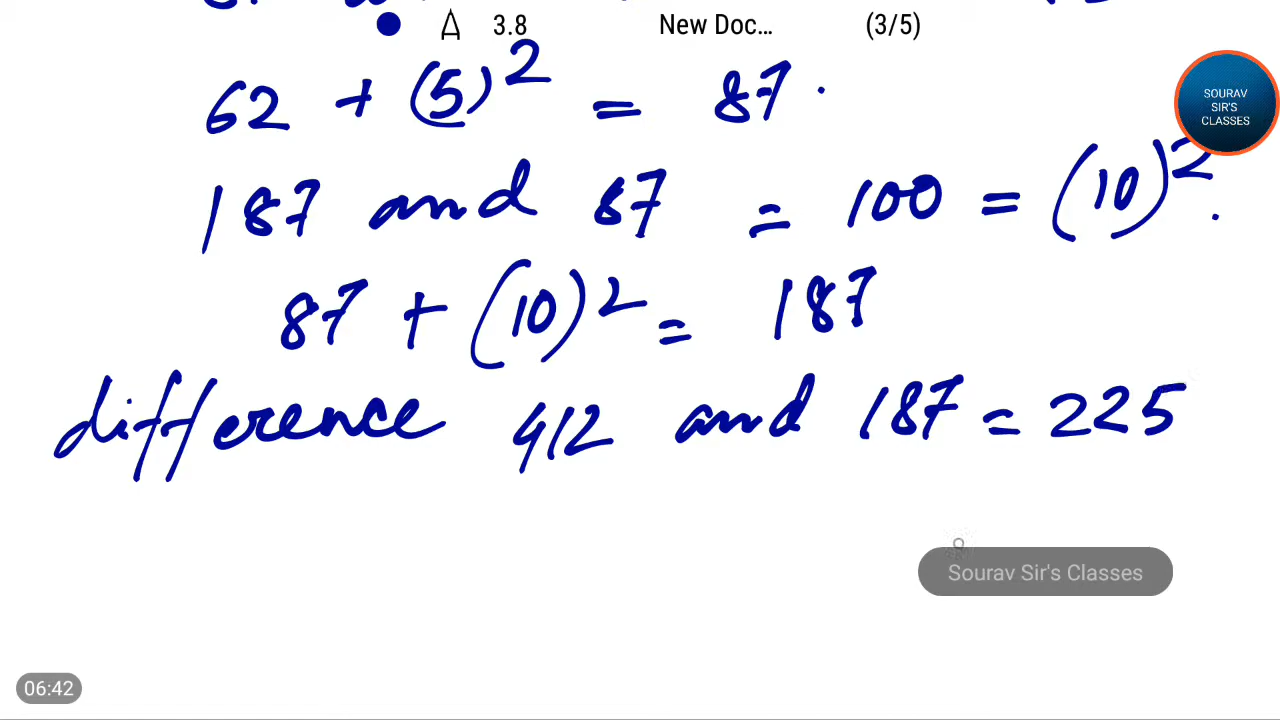 A 3.8 New Doc... (3/5)
62 + (5)² = 87.
SOURAV
SIR'S
CLASSES
187 and 87 = 100 = (10)².
87 + (10)² = 187
difference 412 and 187 = 225
Sourav Sir's Classes
06:42